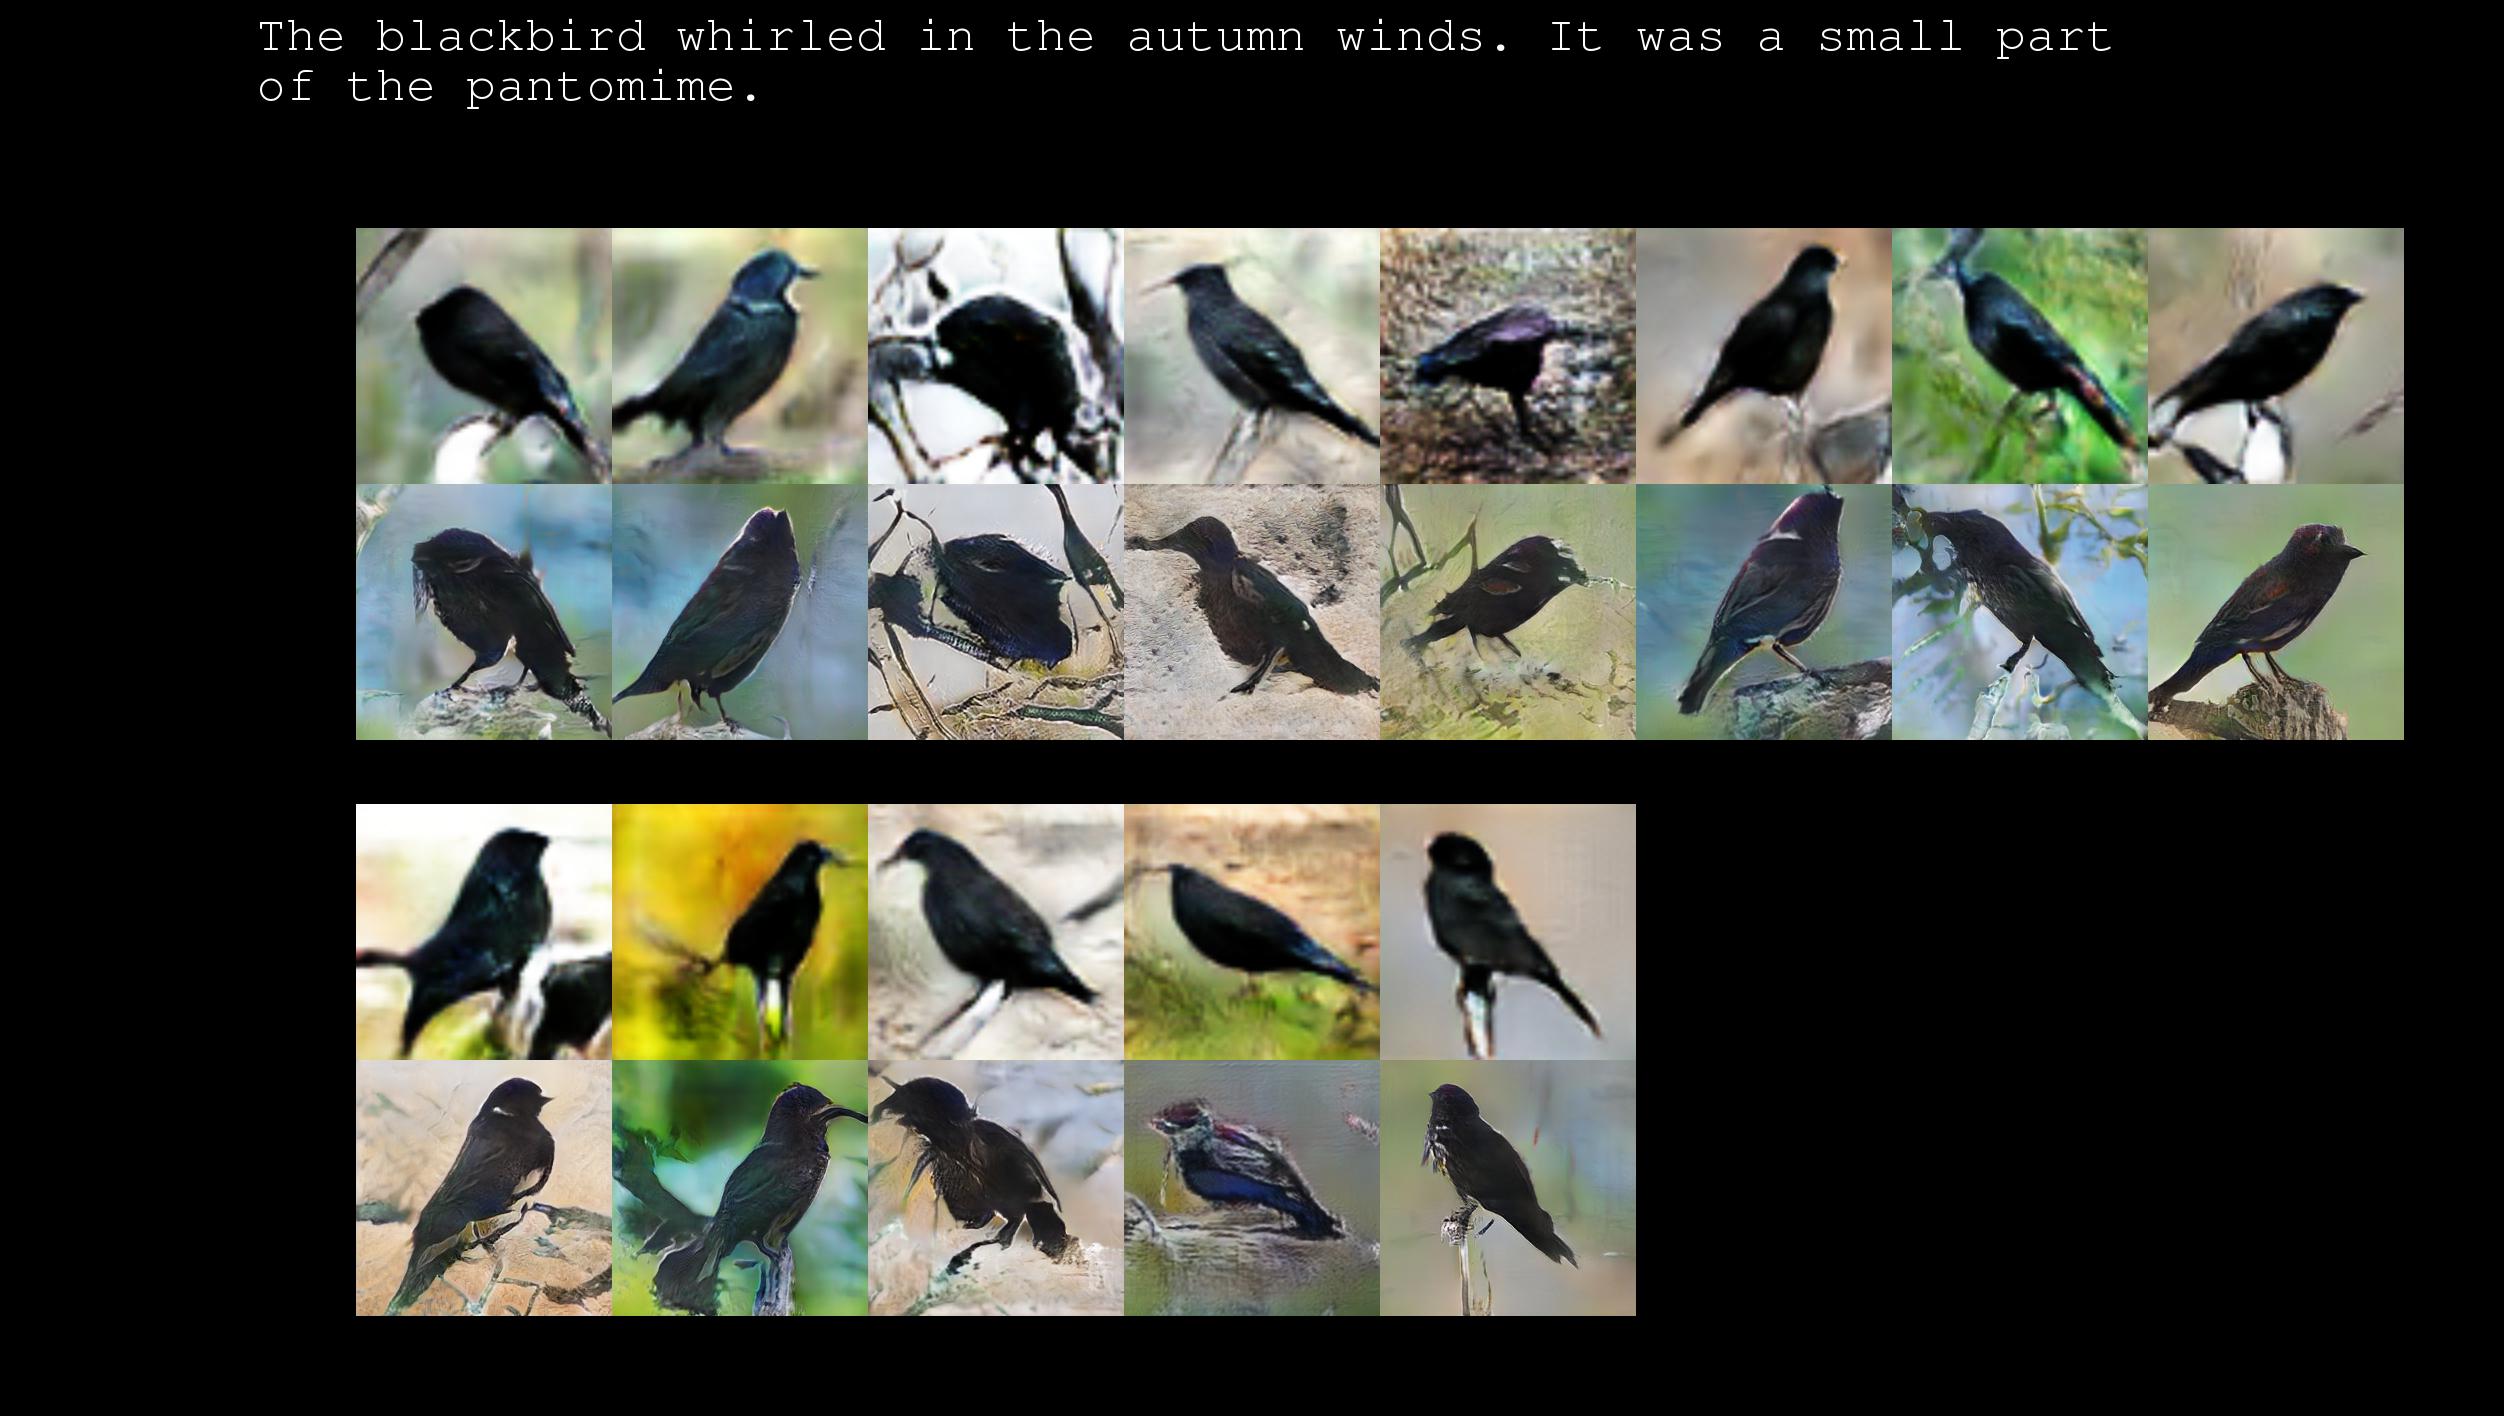 The blackbird whirled in the autumn winds. It was a small part
of the pantomime.